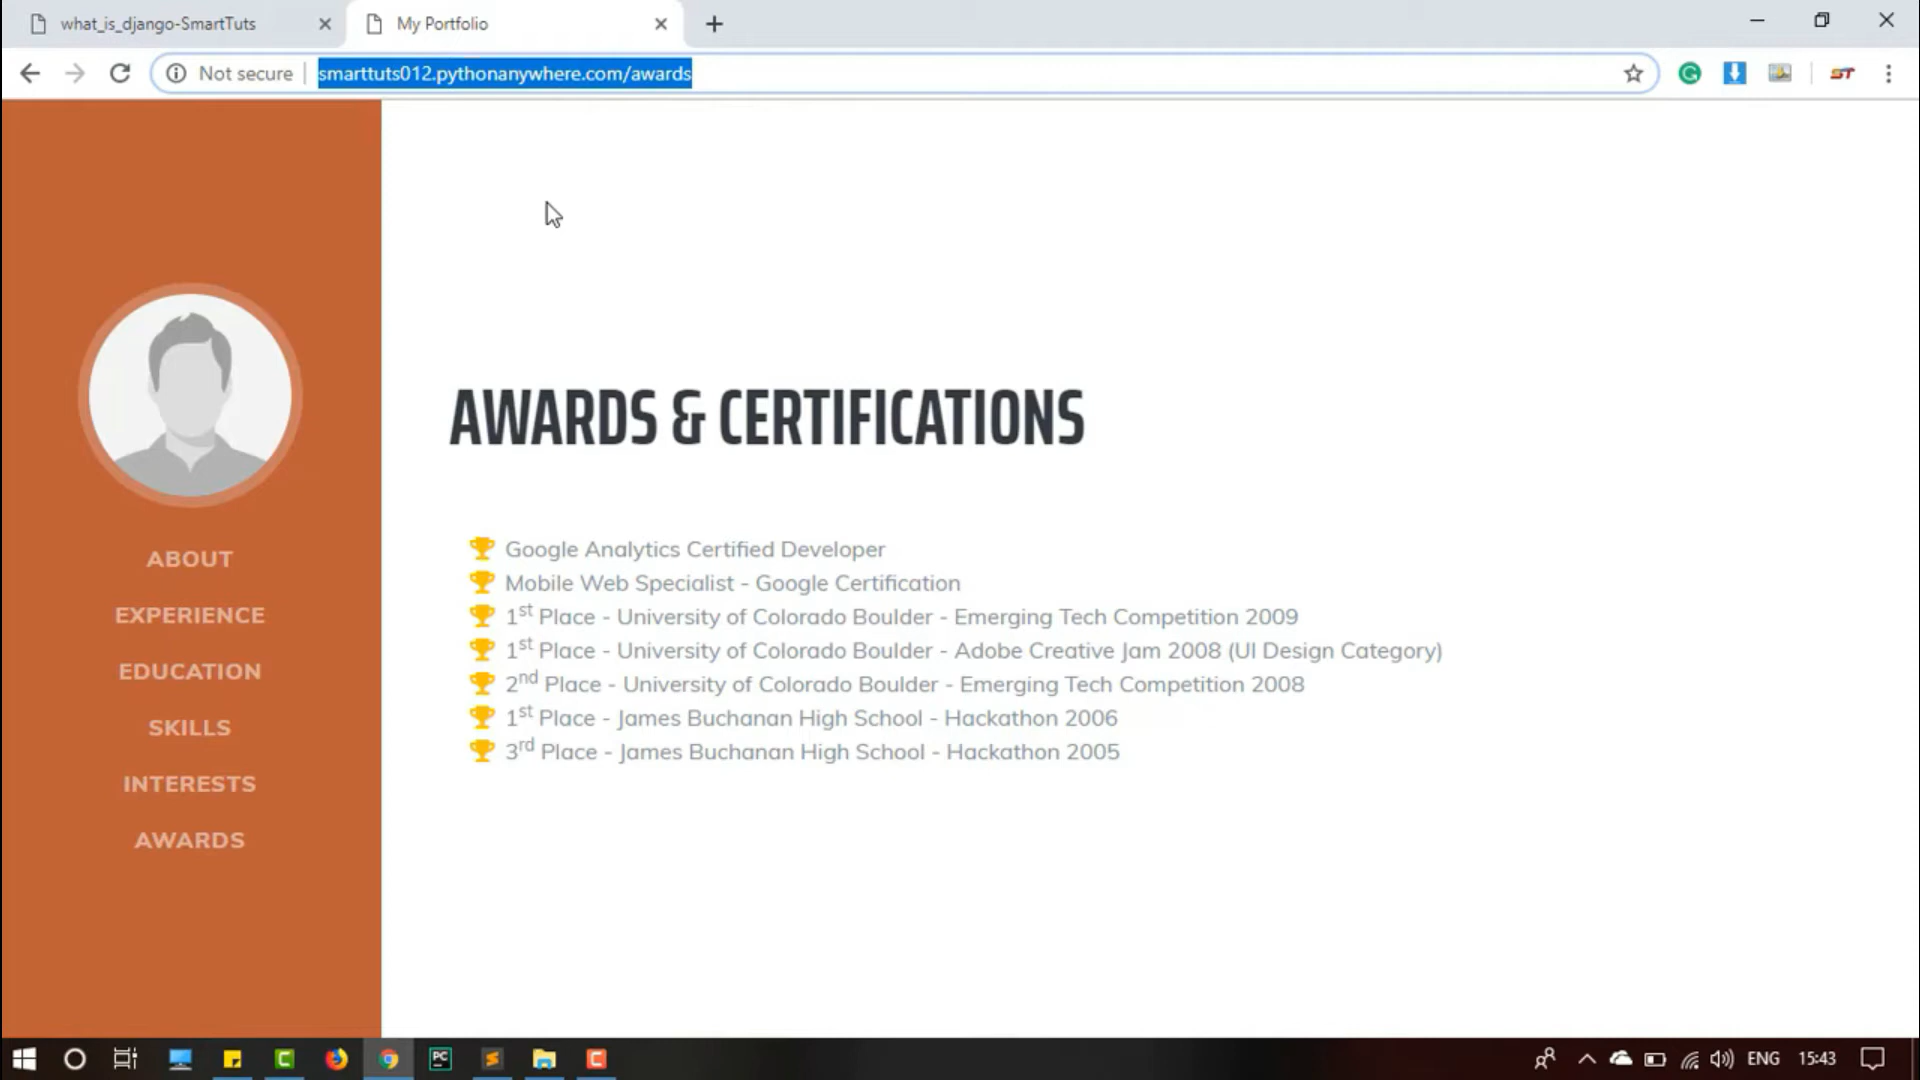 what_is_django-SmartTuts
My Portfolio
Not secure
smarttuts012.pythonanywhere.com/awards
ST
ABOUT
EXPERIENCE
EDUCATION
SKILLS
INTERESTS
AWARDS
AWARDS & CERTIFICATIONS
Google Analytics Certified Developer
Mobile Web Specialist - Google Certification
1st Place - University of Colorado Boulder - Emerging Tech Competition 2009
1st Place - University of Colorado Boulder - Adobe Creative Jam 2008 (UI Design Category)
2nd Place - University of Colorado Boulder - Emerging Tech Competition 2008
1st Place - James Buchanan High School - Hackathon 2006
3rd Place - James Buchanan High School - Hackathon 2005
PC
ENG
15:43